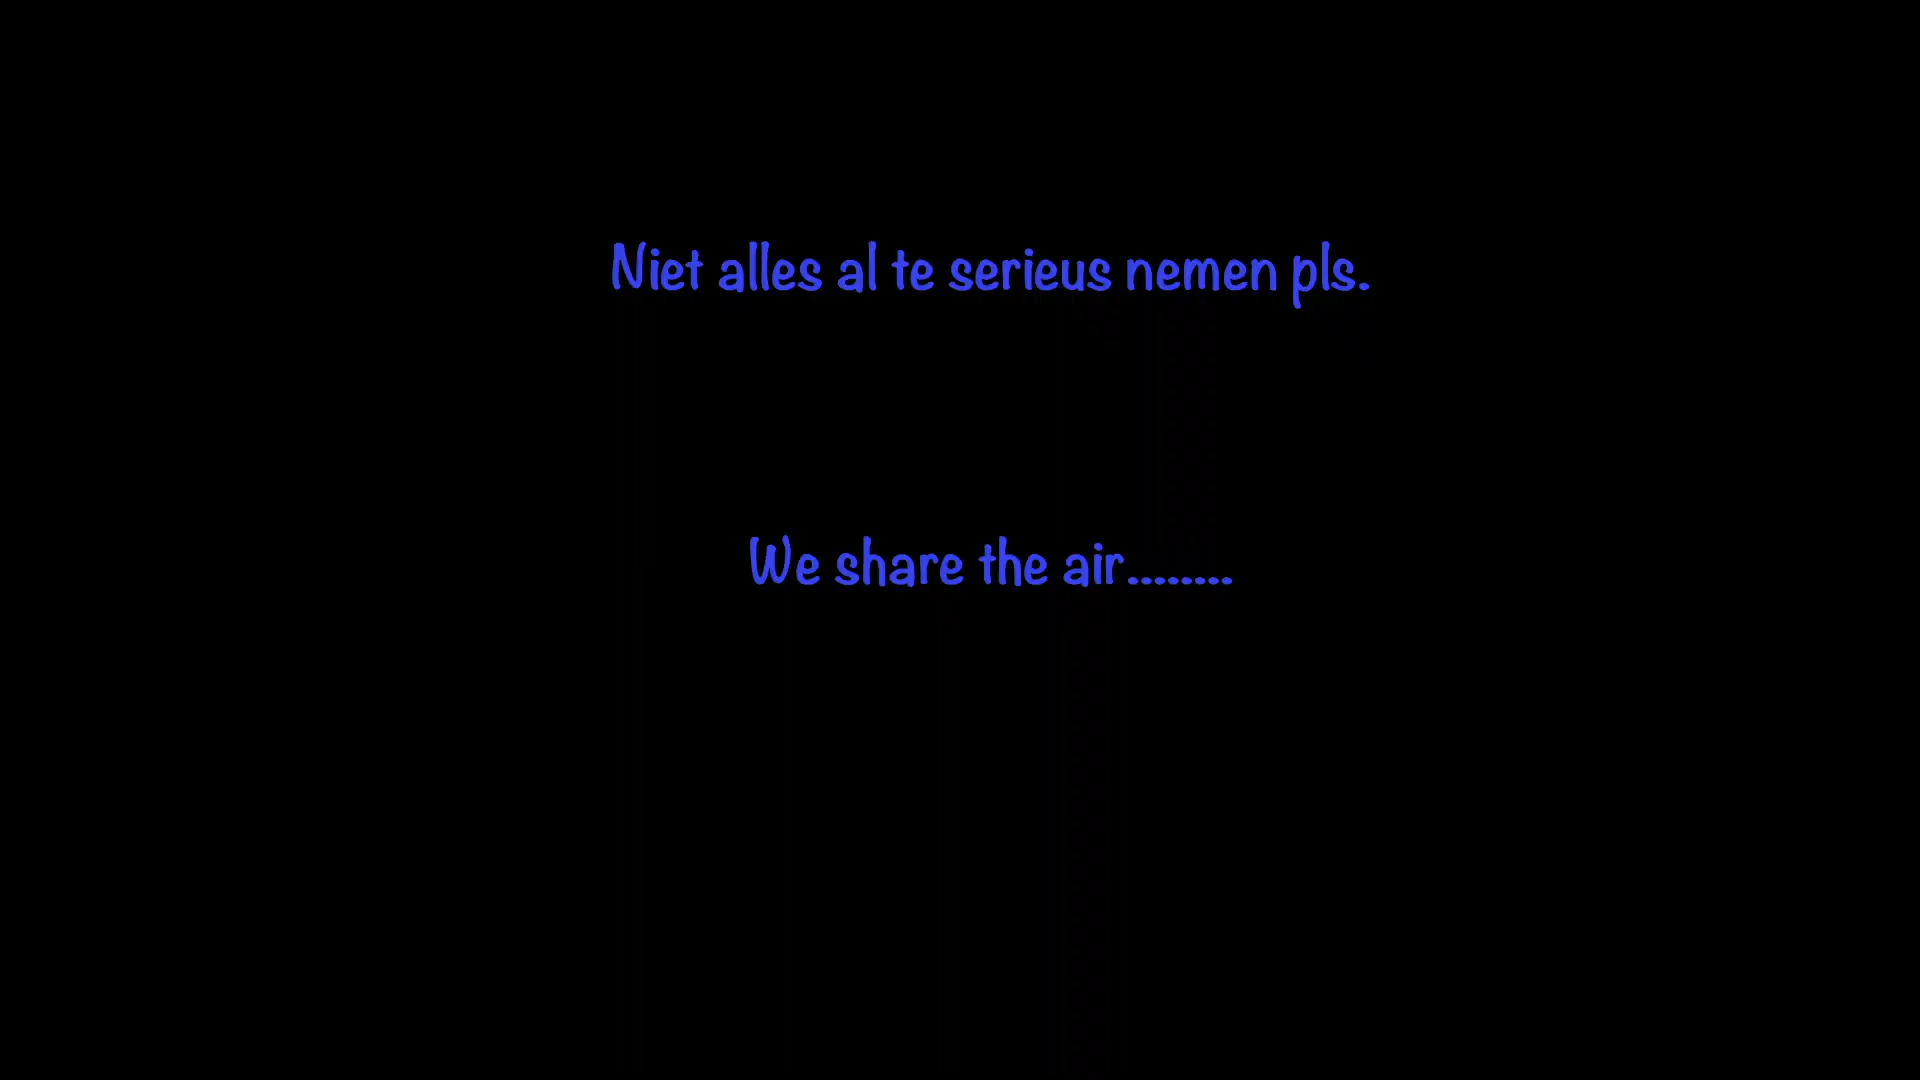 Niet alles al te serieus nemen pls.
We share the air........